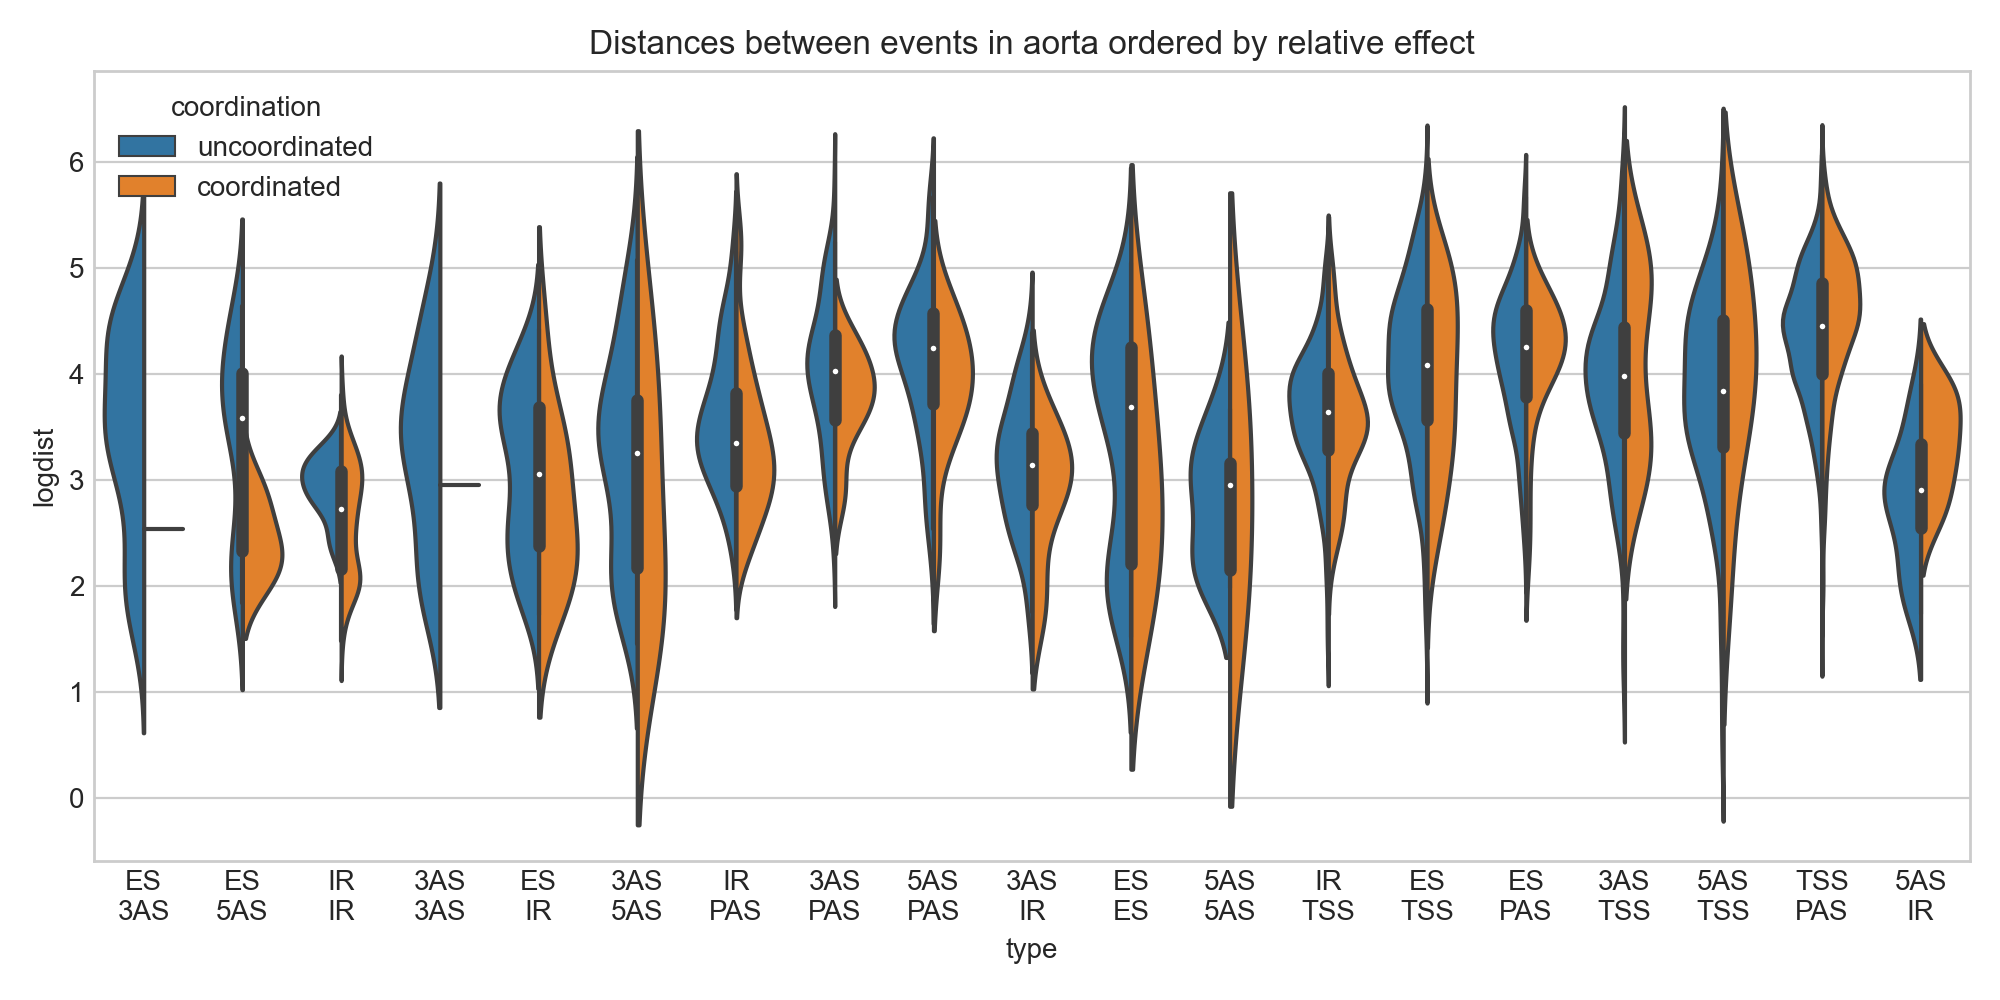 Distances between events in aorta ordered by relative effect
coordination
uncoordinated
coordinated
logdist
6
5
4
3
2
1
0
ES ES IR 3AS ES 3AS IR 3AS 5AS 3AS ES 5AS IR ES ES 3AS 5AS TSS 5AS
3AS 5AS IR 3AS IR 5AS PAS PAS PAS IR ES 5AS TSS TSS PAS TSS TSS PAS IR
type